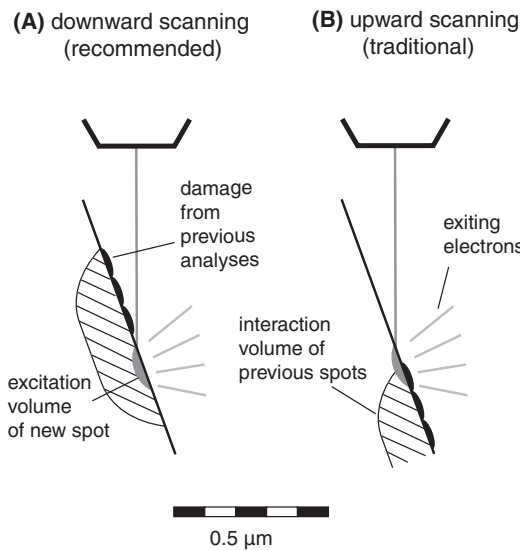 (A) downward scanning
(recommended)
(B) upward scanning
(traditional)
damage
from
previous
analyses
exiting
electrons
interaction
volume of
previous spots
excitation
volume
of new spot
0.5 µm